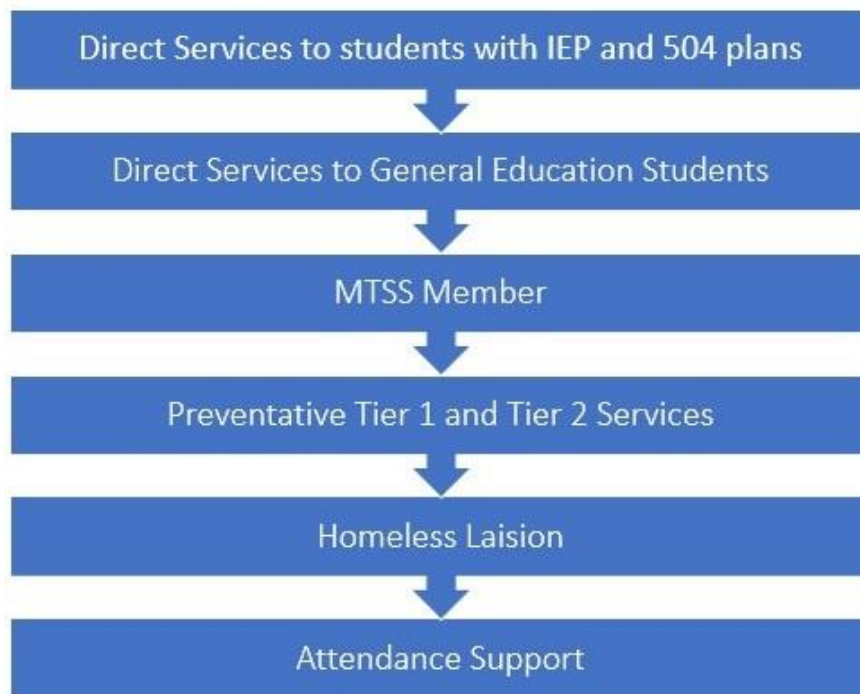 Direct Services to students with IEP and 504 plans
Direct Services to General Education Students
MTSS Member
Preventative Tier 1 and Tier 2 Services
Homeless Laision
Attendance Support